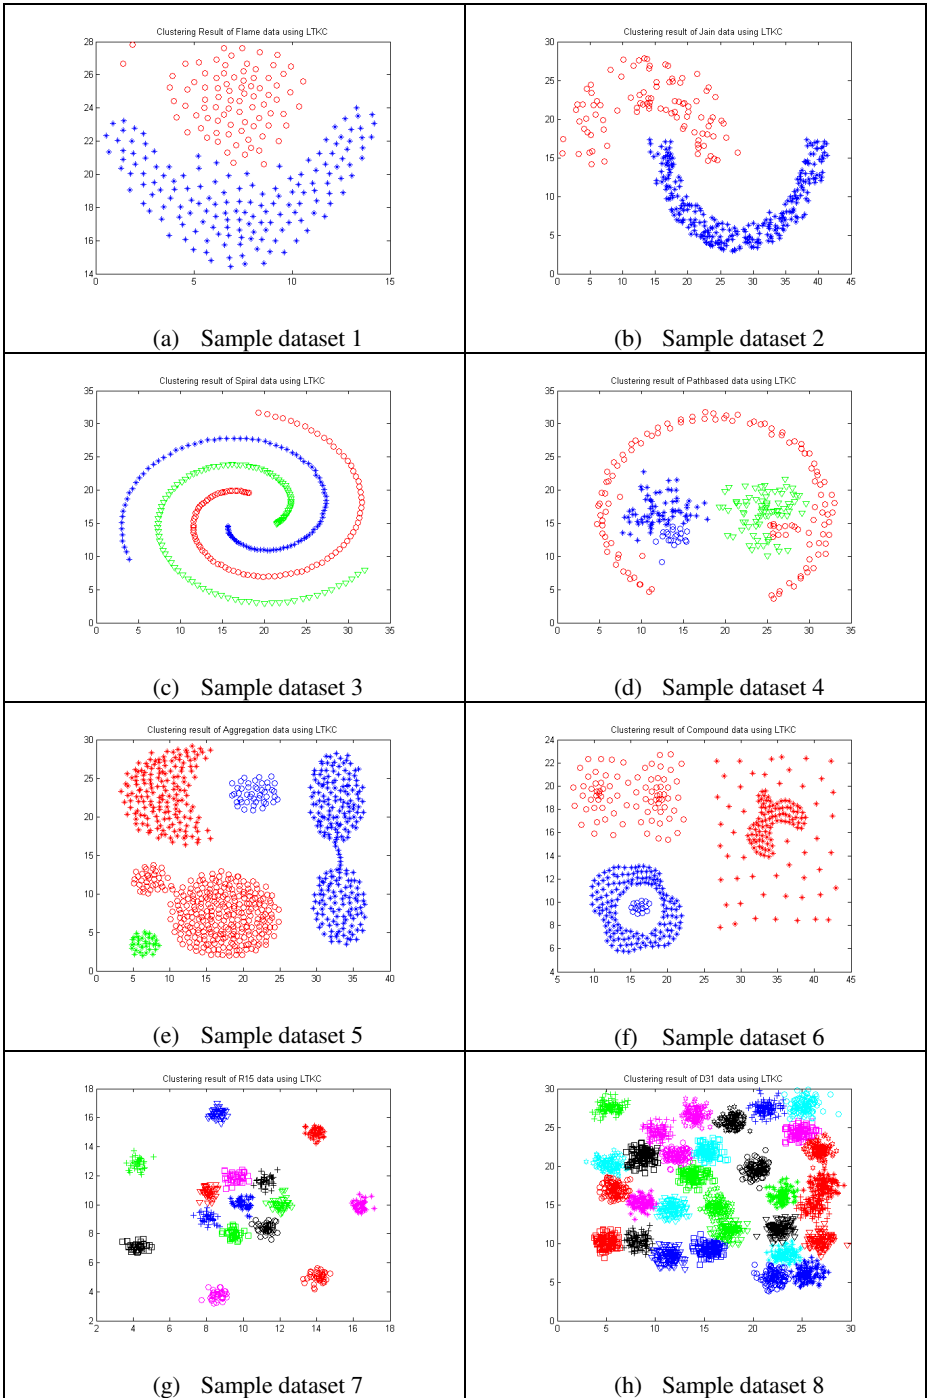 Clustering Result of Flame data using LTKC
28
26
24
22
20
18
16
14
0 5 10 15
(a) Sample dataset 1
Clustering result of Jain data using LTKC
30
25
20
15
10
5
0
0 5 10 15 20 25 30 35 40 45
(b) Sample dataset 2
Clustering result of Spiral data using LTKC
35
30
25
20
15
10
5
0
0 5 10 15 20 25 30 35
(c) Sample dataset 3
Clustering result of Pathbased data using LTKC
35
30
25
20
15
10
5
0
0 5 10 15 20 25 30 35
(d) Sample dataset 4
Clustering result of Aggregation data using LTKC
30
25
20
15
10
5
0
0 5 10 15 20 25 30 35 40
(e) Sample dataset 5
Clustering result of Compound data using LTKC
24
22
20
18
16
14
12
10
8
6
4
5 10 15 20 25 30 35 40 45
(f) Sample dataset 6
Clustering result of R15 data using LTKC
18
16
14
12
10
8
6
4
2
2 4 6 8 10 12 14 16 18
(g) Sample dataset 7
Clustering result of D31 data using LTKC
30
25
20
15
10
5
0
0 5 10 15 20 25 30
(h) Sample dataset 8